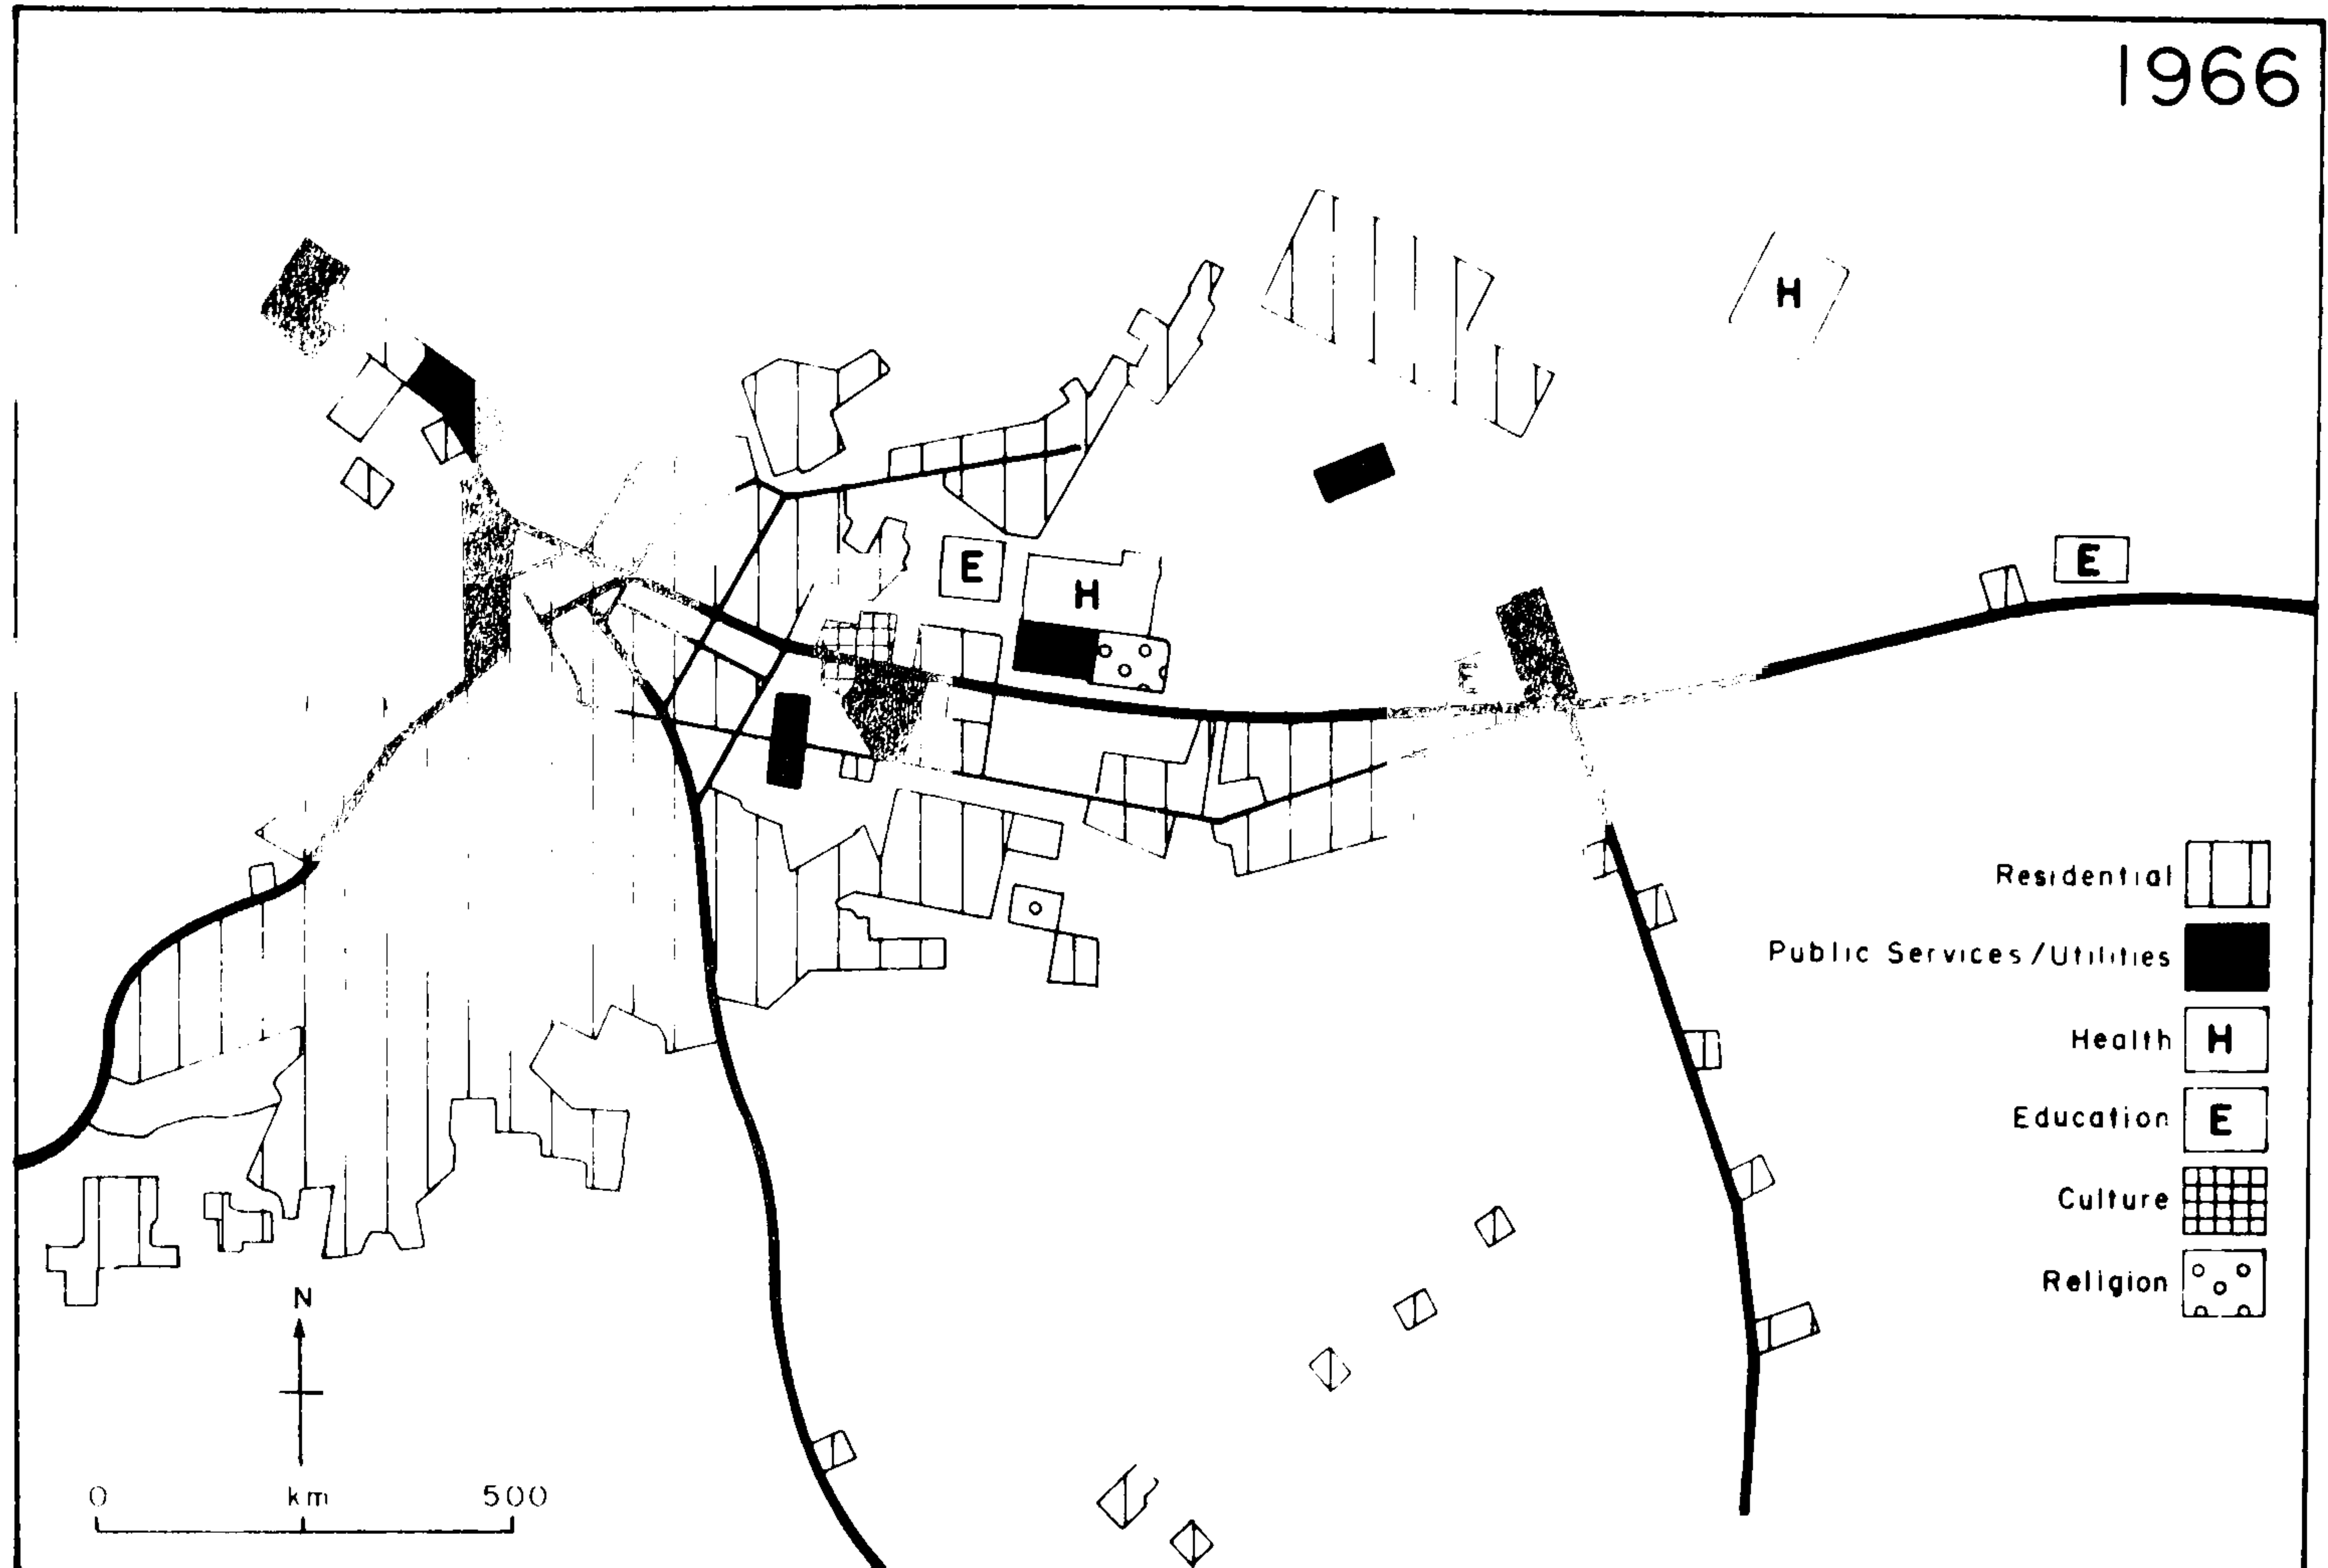 1966
H
E
E
H
E
Residential
Public Services/Utilities
Health H
Education E
Culture
Religion
N
0 km 500